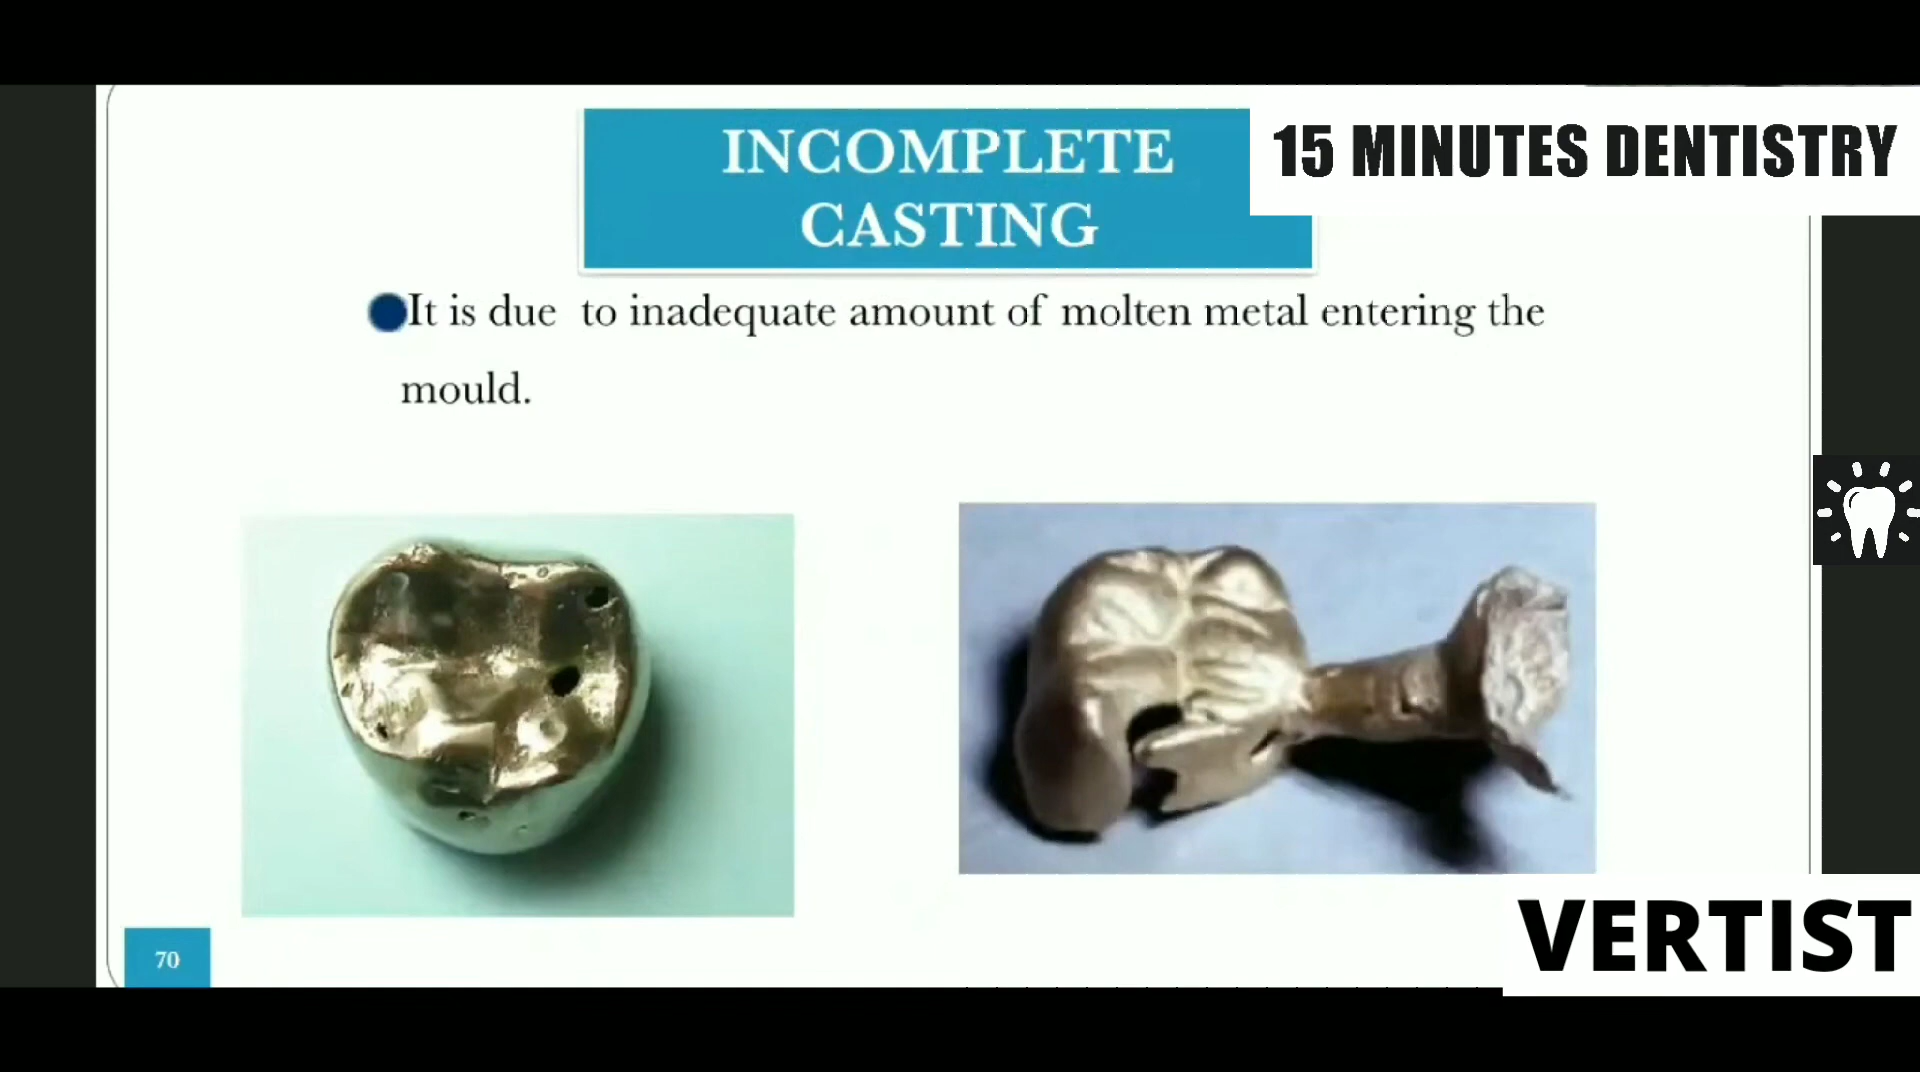 INCOMPLETE
CASTING
15 MINUTES DENTISTRY
It is due to inadequate amount of molten metal entering the
mould.
70
VERTIST